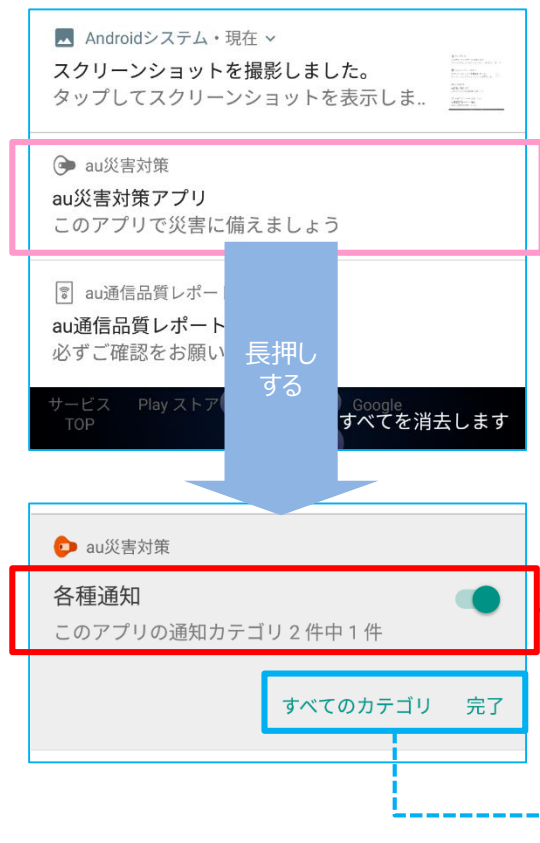 Androidシステム・現在
スクリーンショットを撮影しました。
タップしてスクリーンショットを表示しま..
au災害対策
au災害対策アプリ
このアプリで災害に備えましょう
au通信品質レポー
au通信品質レポート
必ずご確認をお願い
長押し
する
サービス
TOP
Play ストア
Google
すべてを消去します
au災害対策
各種通知
このアプリの通知カテゴリ 2 件中 1 件
すべてのカテゴリ 完了